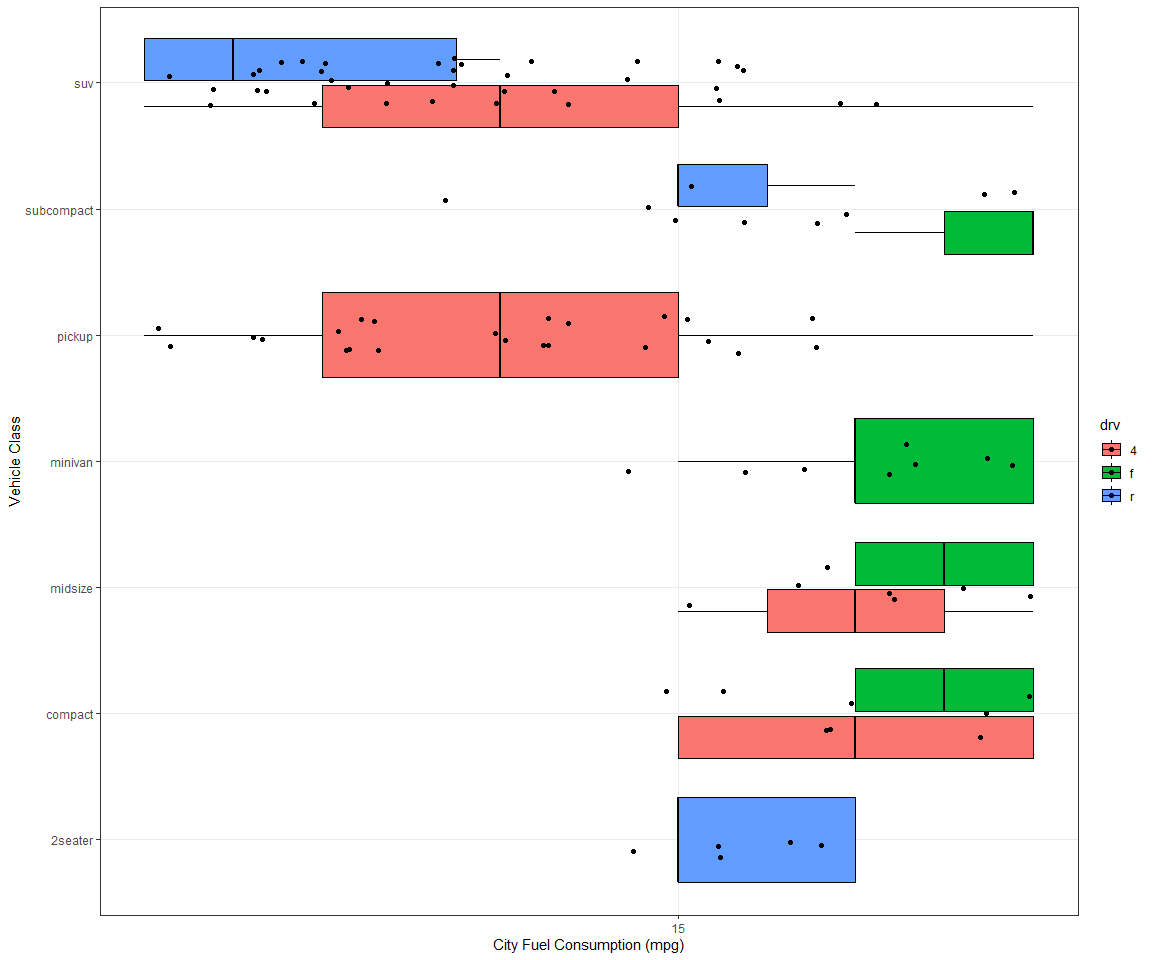 suv
subcompact
pickup
minivan
midsize
compact
2seater
Vehicle Class
15
City Fuel Consumption (mpg)
drv
4
f
r